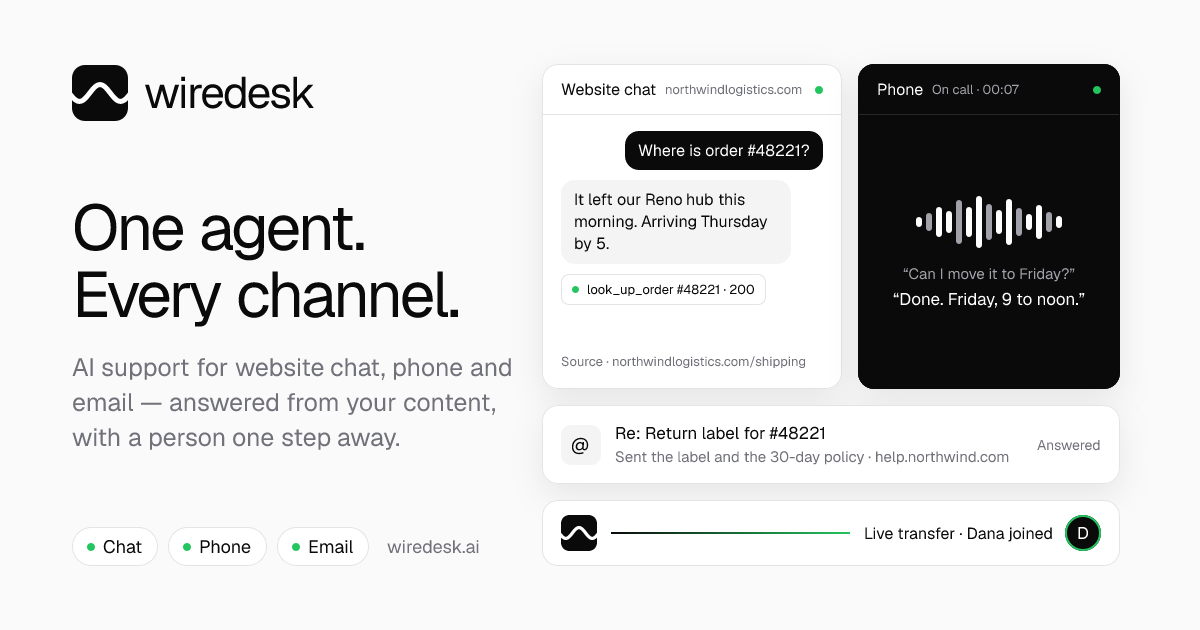 wiredesk
One agent.
Every channel.
AI support for website chat, phone and
email — answered from your content,
with a person one step away.
Chat
Phone
Email
wiredesk.ai
Website chat northwindlogistics.com
Where is order #48221?
It left our Reno hub this
morning. Arriving Thursday
by 5.
look_up_order #48221 · 200
Source · northwindlogistics.com/shipping
Phone On call · 00:07
“Can I move it to Friday?”
“Done. Friday, 9 to noon.”
@
Re: Return label for #48221
Sent the label and the 30-day policy · help.northwind.com
Answered
Live transfer · Dana joined
D